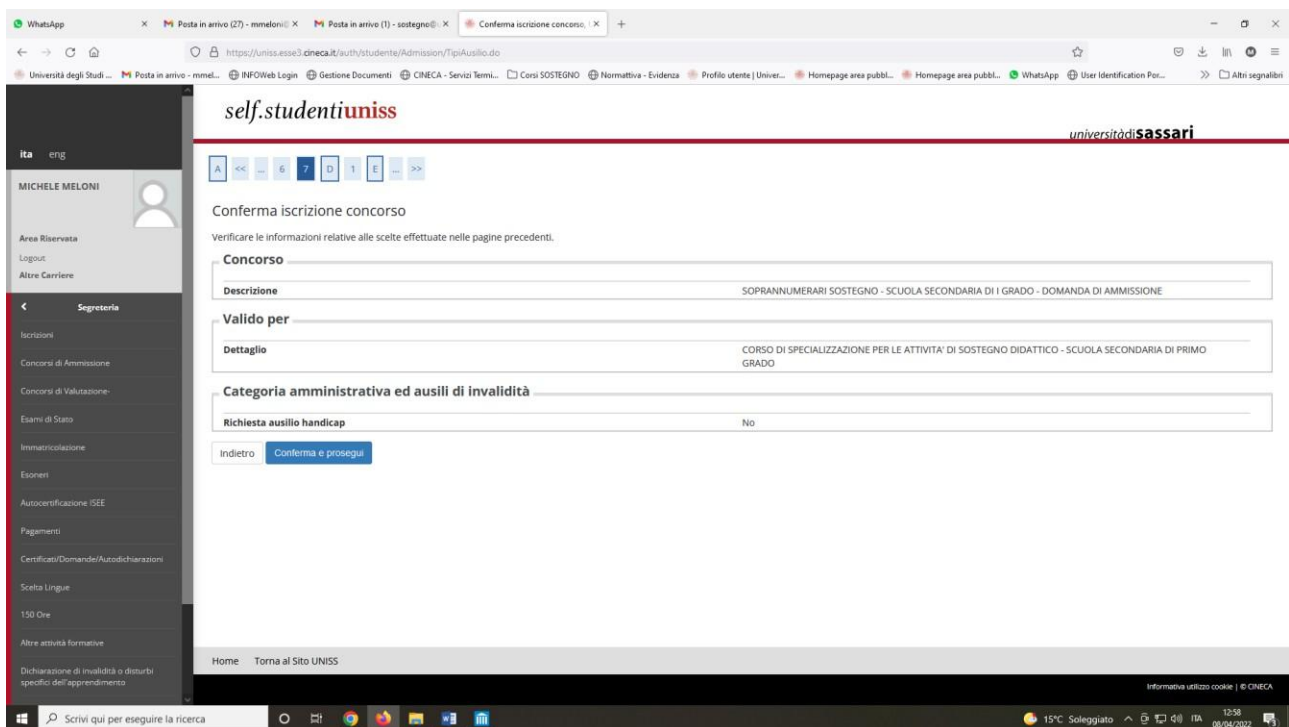 WhatsApp
Posta in arrivo (27) - mmeloni@
Posta in arrivo (1) - sostegno@
Conferma iscrizione concorso,
https://uniss.esse3.cineca.it/auth/studente/Admission/TipiAusilio.do
Università degli Studi ...
Posta in arrivo - mmel...
INFOWeb Login
Gestione Documenti
CINECA - Servizi Termi...
Corsi SOSTEGNO
Normattiva - Evidenza
Profilo utente | Univer...
Homepage area pubbl...
Homepage area pubbl...
WhatsApp
User Identification Por...
Altri segnalibri
self.studentiuniss
universitàdisassari
ita eng
MICHELE MELONI
Area Riservata
Logout
Altre Carriere
Segreteria
Iscrizioni
Concorsi di Ammissione
Concorsi di Valutazione-
Esami di Stato
Immatricolazione
Esoneri
Autocertificazione ISEE
Pagamenti
Certificati/Domande/Autodichiarazioni
Scelta Lingue
150 Ore
Altre attività formative
Dichiarazione di invalidità o disturbi
specifici dell'apprendimento
A << ... 6 7 D 1 E ... >>
Conferma iscrizione concorso
Verificare le informazioni relative alle scelte effettuate nelle pagine precedenti.
Concorso
Descrizione SOPRANNUMERARI SOSTEGNO - SCUOLA SECONDARIA DI I GRADO - DOMANDA DI AMMISSIONE
Valido per
Dettaglio CORSO DI SPECIALIZZAZIONE PER LE ATTIVITA' DI SOSTEGNO DIDATTICO - SCUOLA SECONDARIA DI PRIMO
GRADO
Categoria amministrativa ed ausili di invalidità
Richiesta ausilio handicap No
Indietro Conferma e prosegui
Home Torna al Sito UNISS
Informativa utilizzo cookie | © CINECA
Scrivi qui per eseguire la ricerca
15°C Soleggiato
ITA
12:58
08/04/2022